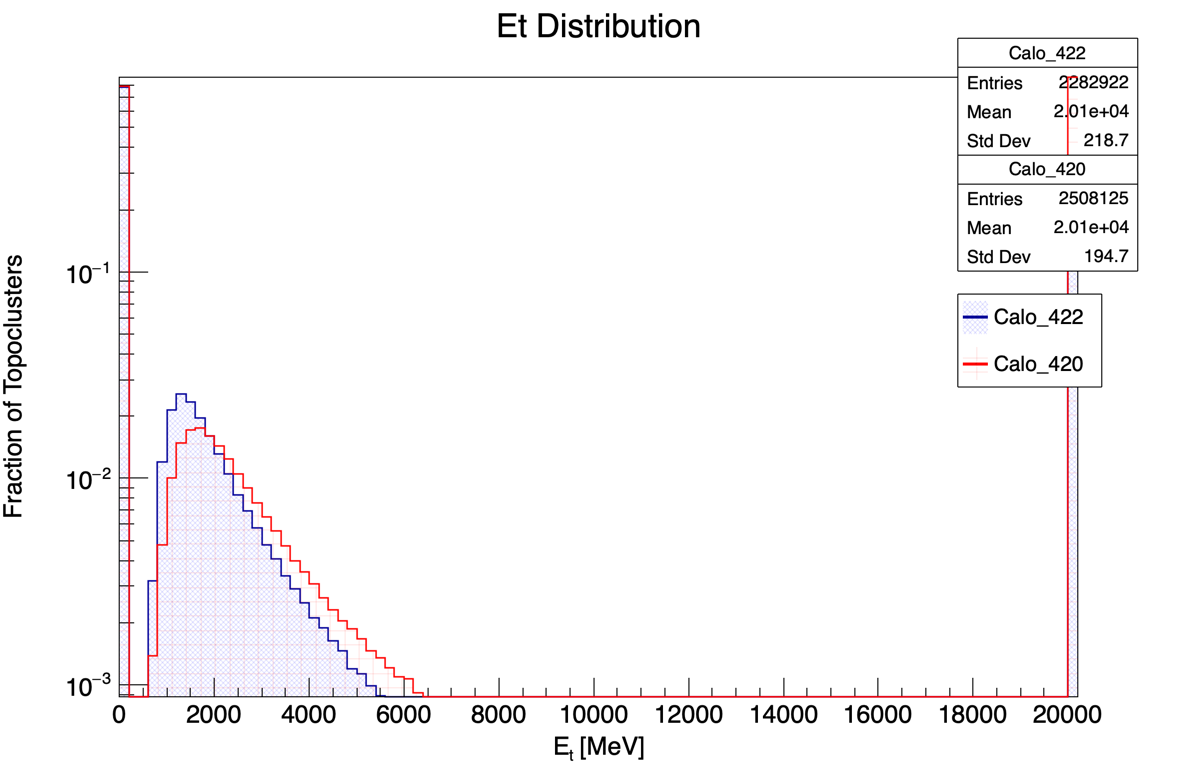 Et Distribution
Calo_422
Entries 2282922
Mean 2.01e+04
Std Dev 218.7
Calo_420
Entries 2508125
Mean 2.01e+04
Std Dev 194.7
Calo_422
Calo_420
Fraction of Topoclusters
10−1
10−2
10−3
0 2000 4000 6000 8000 10000 12000 14000 16000 18000 20000
Et [MeV]